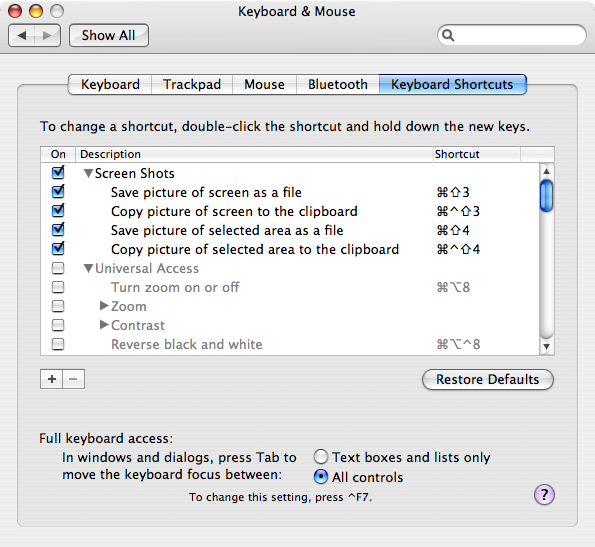 Keyboard & Mouse
Show All
Keyboard Trackpad Mouse Bluetooth Keyboard Shortcuts
To change a shortcut, double-click the shortcut and hold down the new keys.
On Description Shortcut
Screen Shots
Save picture of screen as a file ⌘⇧3
Copy picture of screen to the clipboard ⌘^⇧3
Save picture of selected area as a file ⌘⇧4
Copy picture of selected area to the clipboard ⌘^⇧4
Universal Access
Turn zoom on or off ⌘⌥8
Zoom
Contrast
Reverse black and white ⌘⌥^8
+ − Restore Defaults
Full keyboard access:
In windows and dialogs, press Tab to Text boxes and lists only
move the keyboard focus between: All controls
To change this setting, press ^F7. ?